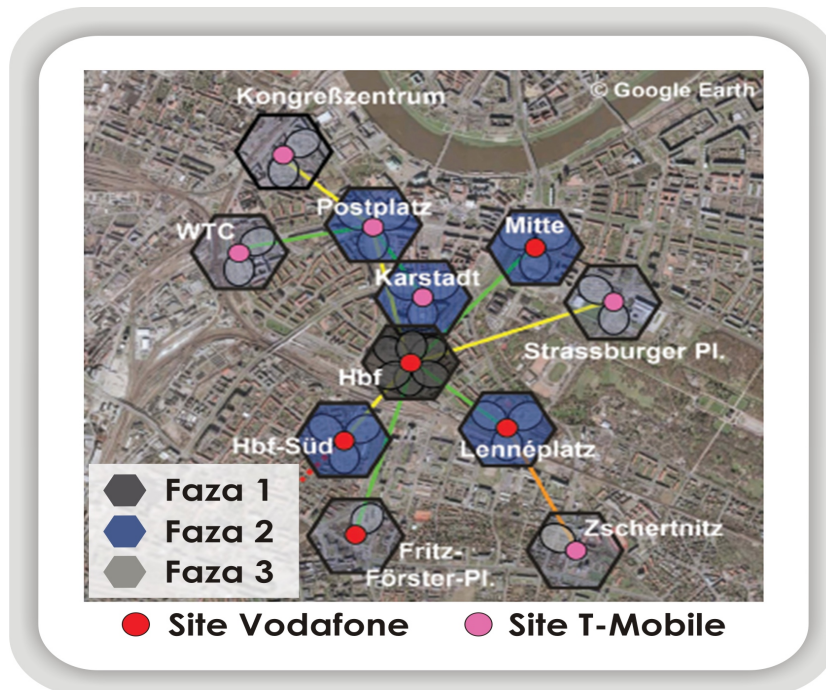 © Google Earth
Kongreßzentrum
Postplatz
WTC
Mitte
Karstadt
Strassburger Pl.
Hbf
Hbf-Süd
Lennéplatz
Zschertnitz
Fritz-
Förster-Pl.
Faza 1
Faza 2
Faza 3
Site Vodafone
Site T-Mobile